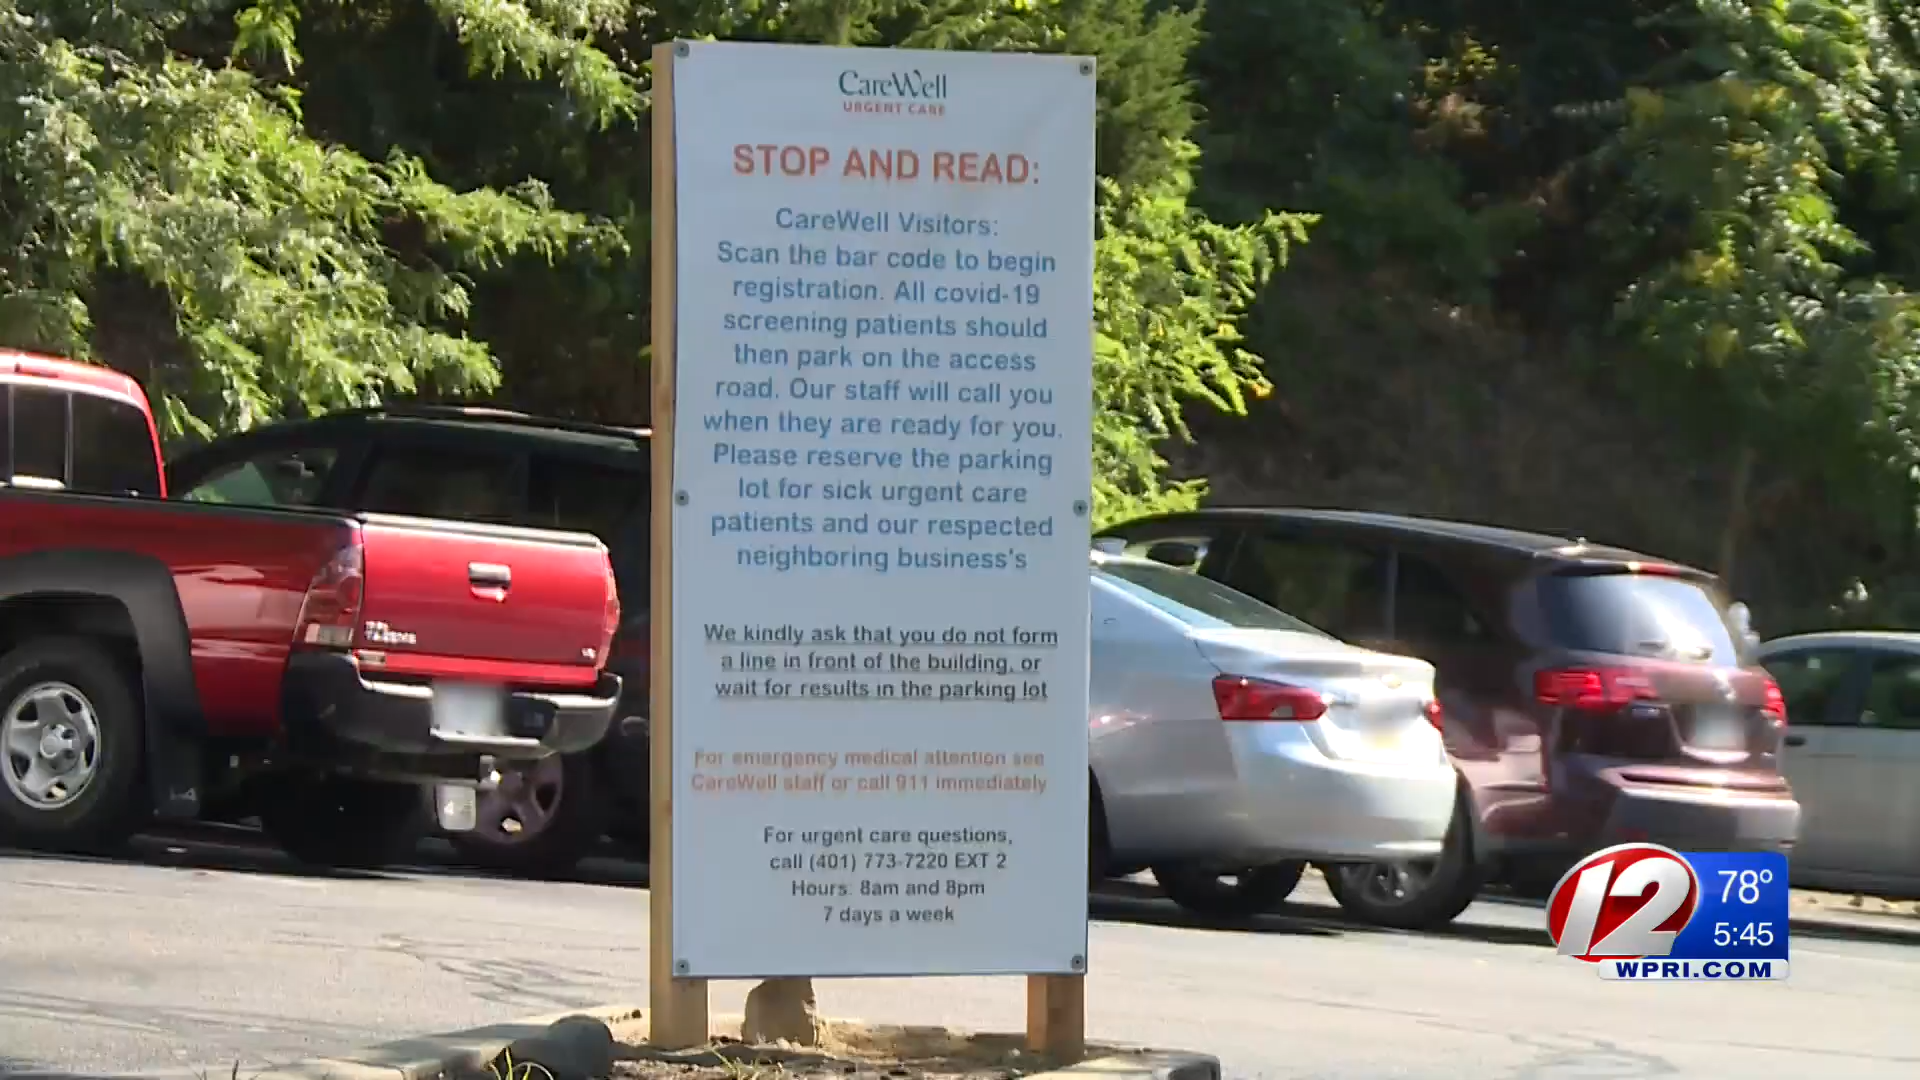 CareWell
URGENT CARE
STOP AND READ:
CareWell Visitors:
Scan the bar code to begin
registration. All covid-19
screening patients should
then park on the access
road. Our staff will call you
when they are ready for you.
Please reserve the parking
lot for sick urgent care
patients and our respected
neighboring business's
We kindly ask that you do not form
a line in front of the building, or
wait for results in the parking lot
For emergency medical attention see
CareWell staff or call 911 immediately
For urgent care questions,
call (401) 773-7220 EXT 2
Hours: 8am and 8pm
7 days a week
12
78°
5:45
WPRI.COM